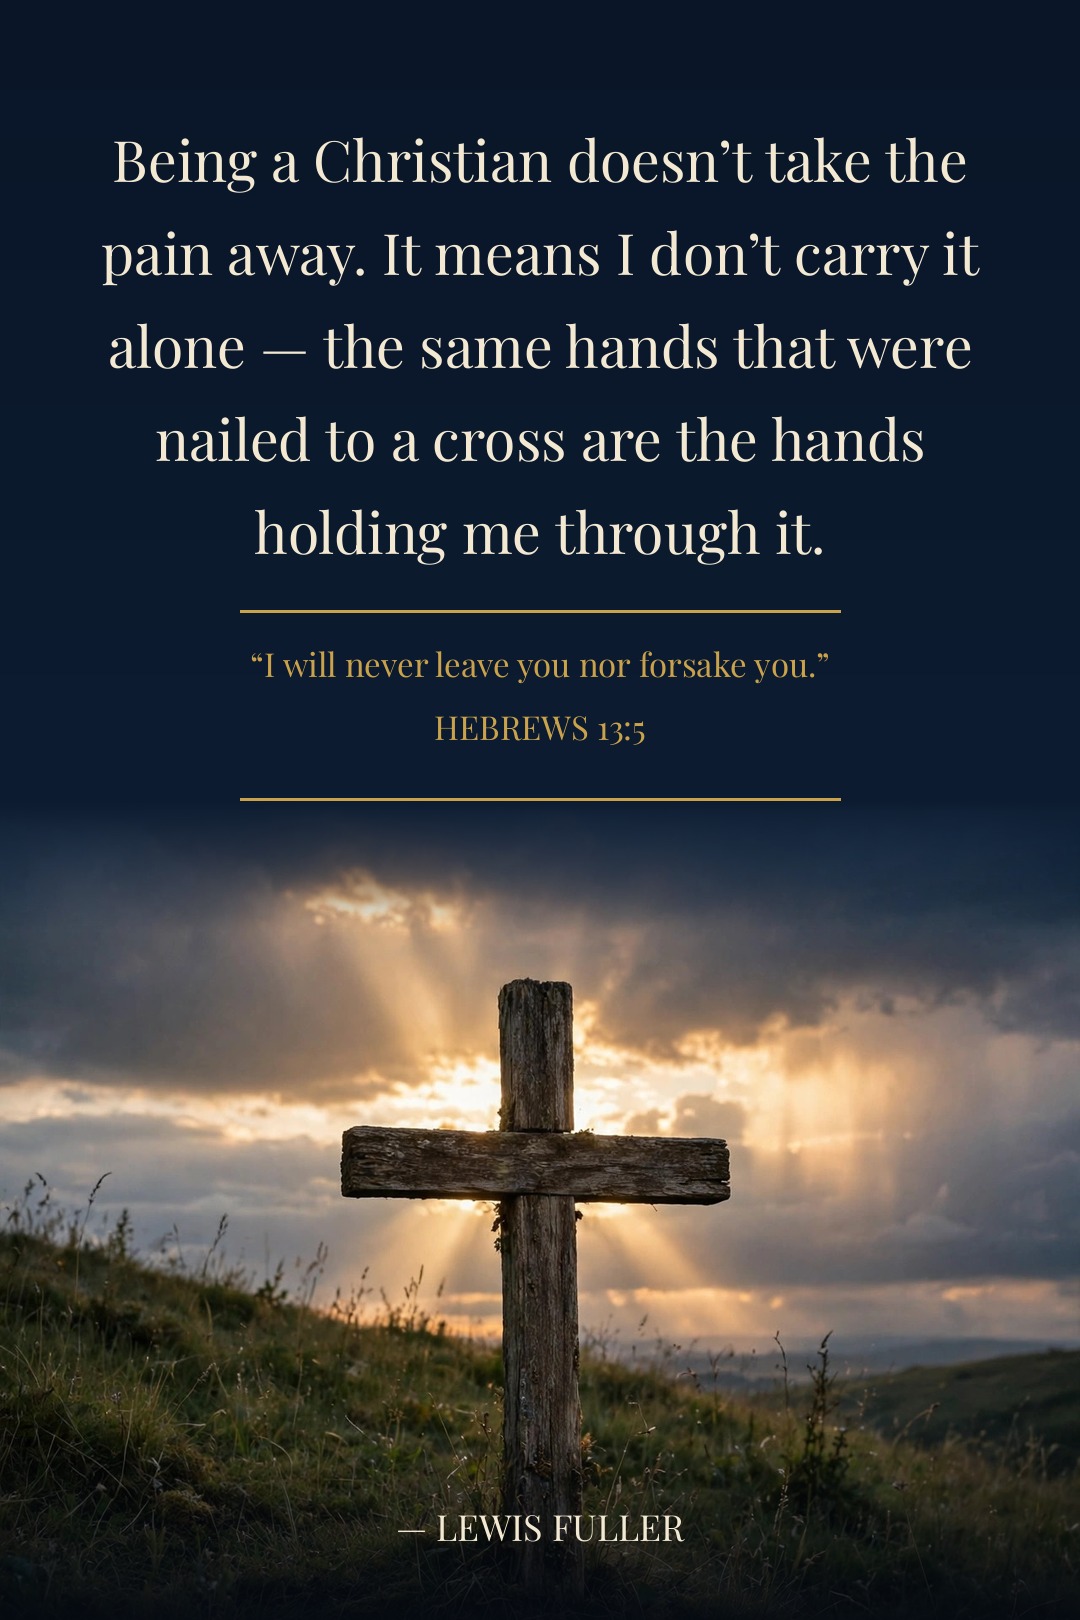 Being a Christian doesn’t take the
pain away. It means I don’t carry it
alone — the same hands that were
nailed to a cross are the hands
holding me through it.
“I will never leave you nor forsake you.”
HEBREWS 13:5
— LEWIS FULLER